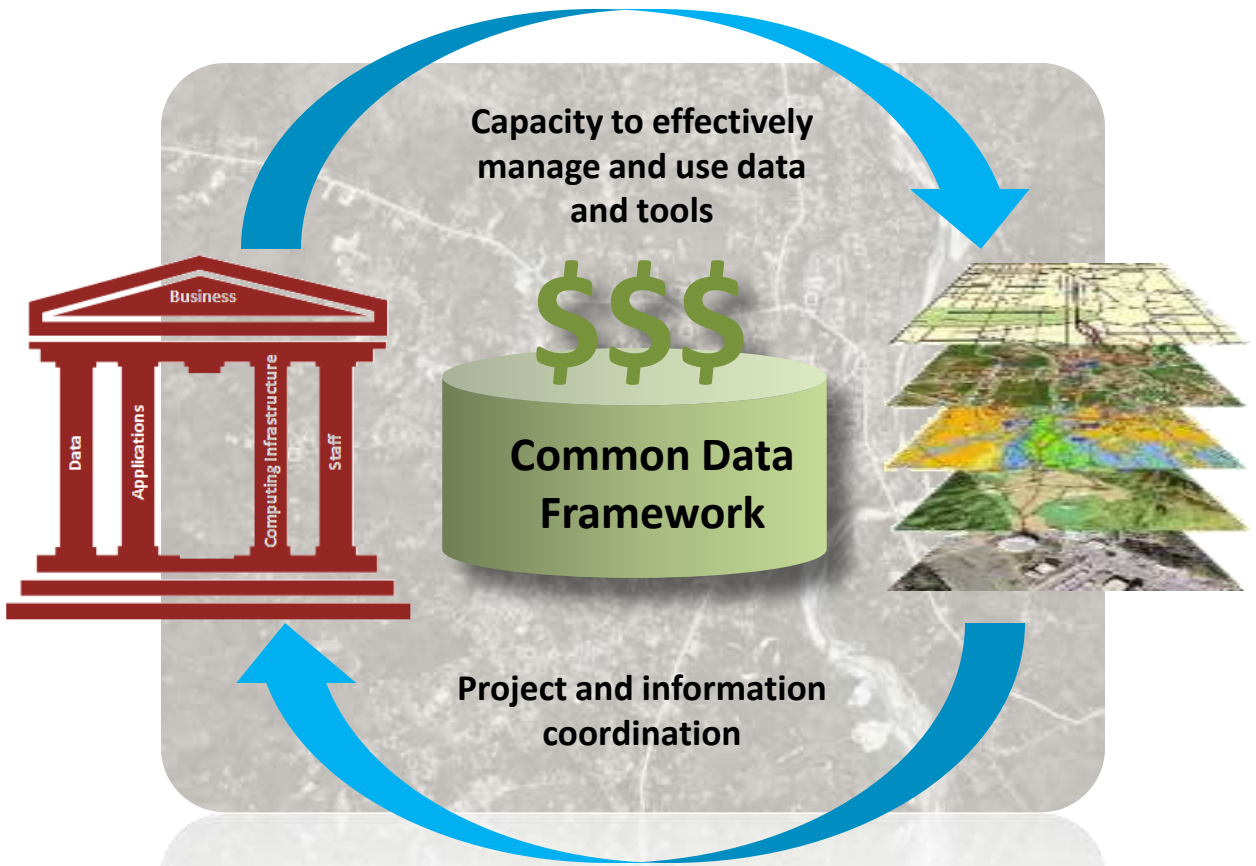 Capacity to effectively
manage and use data
and tools
$$$
Business
Data
Applications
Computing Infrastructure
Staff
Common Data
Framework
Project and information
coordination